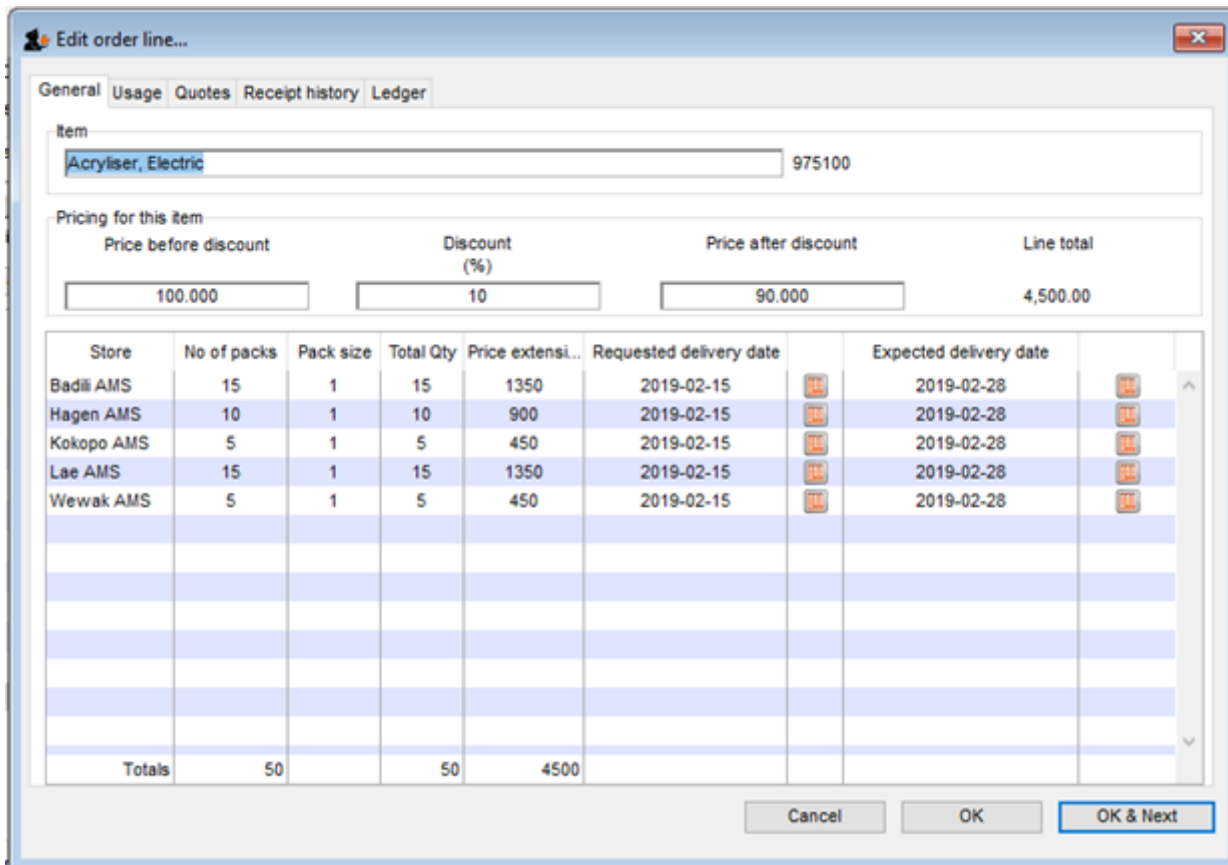 Edit order line...
General Usage Quotes Receipt history Ledger
Item
Acryliser, Electric 975100
Pricing for this item
Price before discount Discount (%) Price after discount Line total
100.000 10 90.000 4,500.00
Store No of packs Pack size Total Qty Price extensi... Requested delivery date Expected delivery date
Badili AMS 15 1 15 1350 2019-02-15 2019-02-28
Hagen AMS 10 1 10 900 2019-02-15 2019-02-28
Kokopo AMS 5 1 5 450 2019-02-15 2019-02-28
Lae AMS 15 1 15 1350 2019-02-15 2019-02-28
Wewak AMS 5 1 5 450 2019-02-15 2019-02-28
Totals 50 50 4500
Cancel OK OK & Next